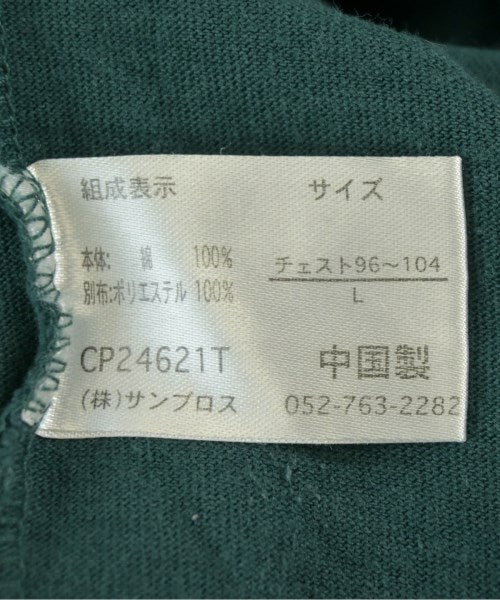 組成表示 サイズ
本体: 綿 100% チェスト96～104
別布:ポリエステル 100% L
CP24621T 中国製
(株)サンブロス 052-763-2282